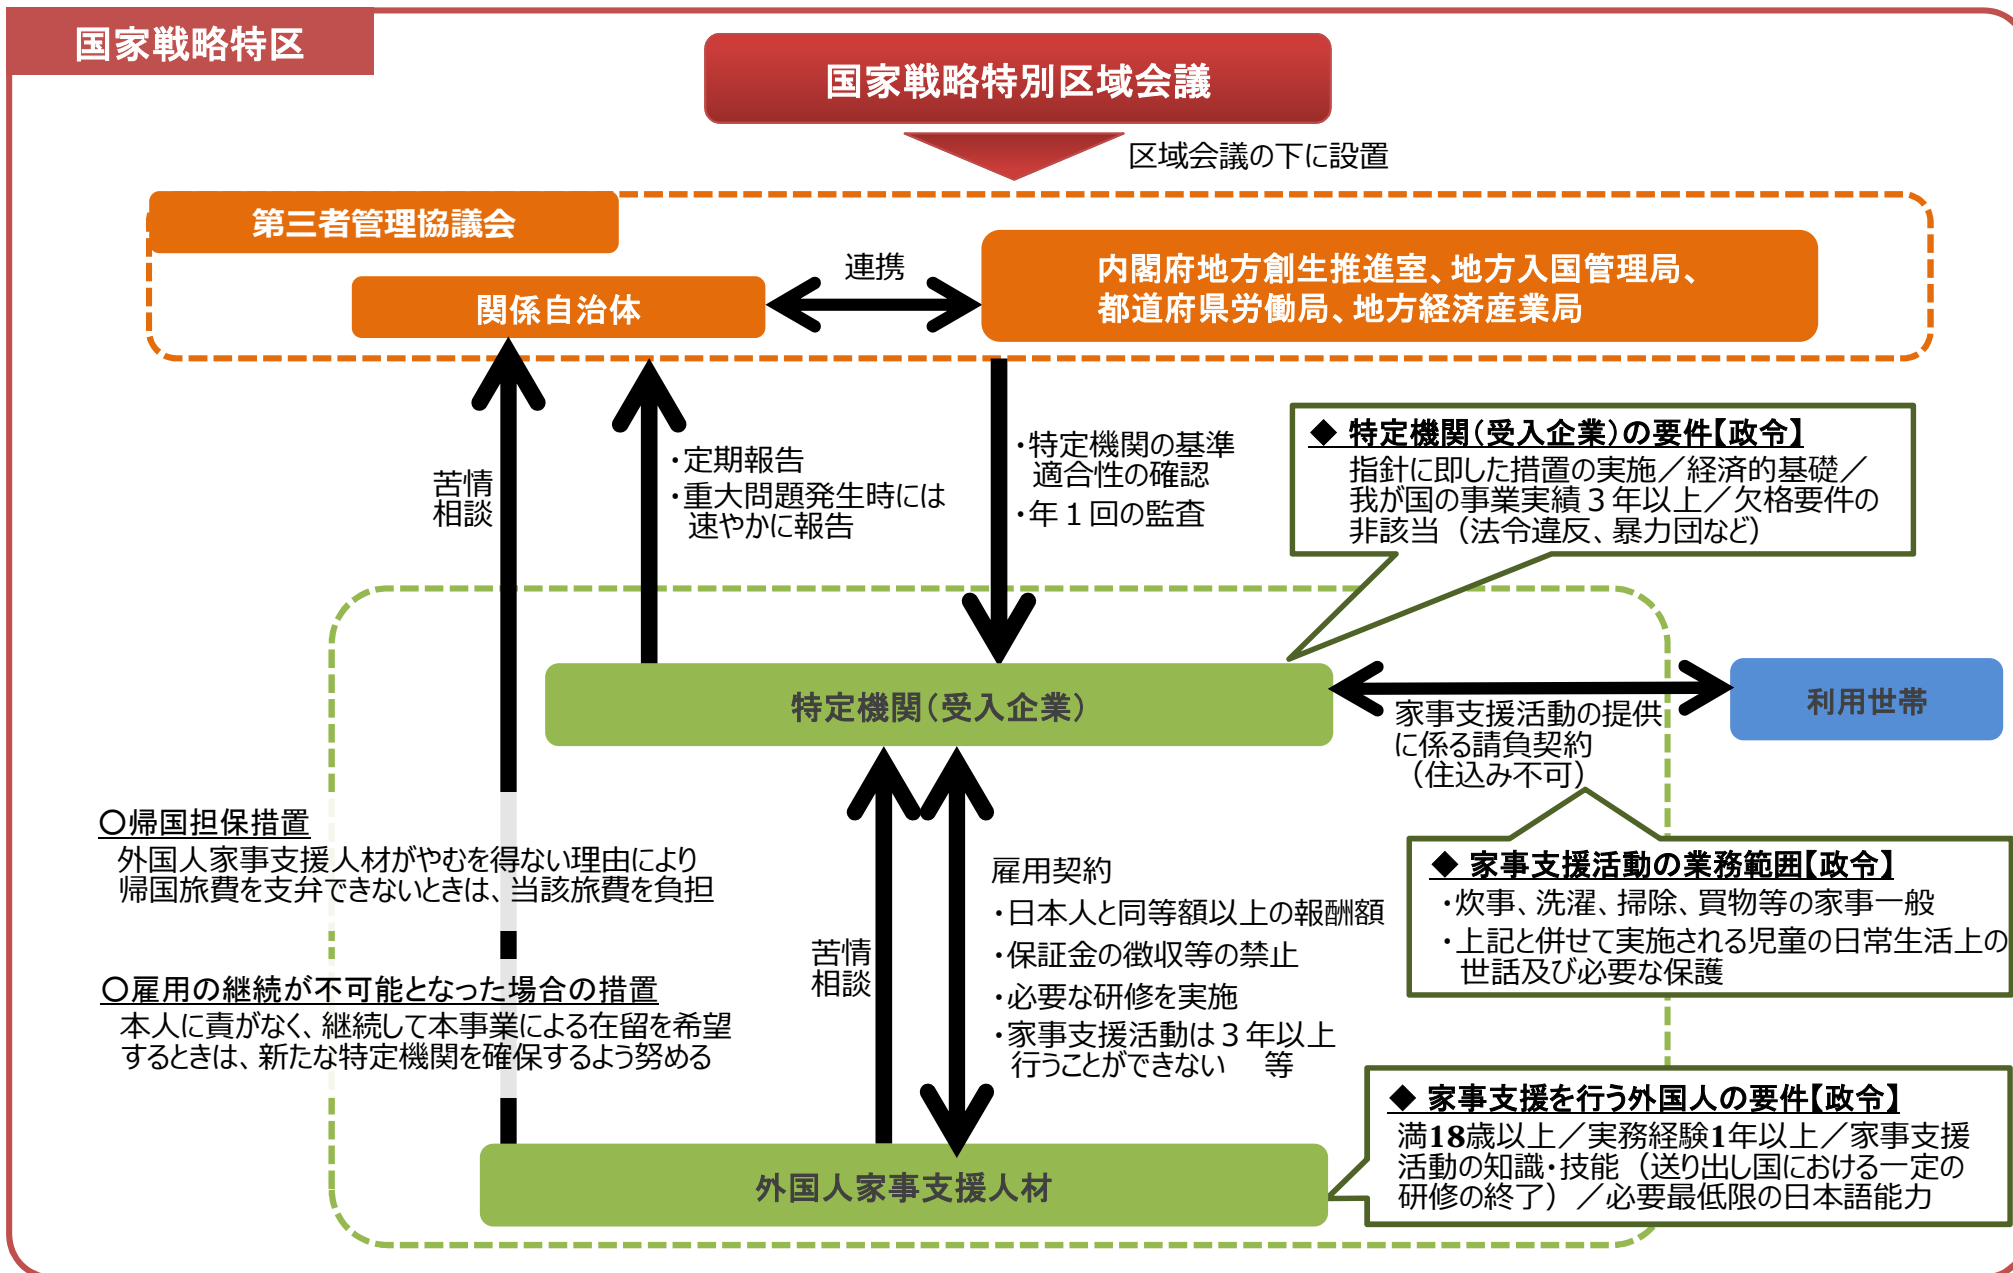 国家戦略特区
国家戦略特別区域会議
区域会議の下に設置
第三者管理協議会
関係自治体
連携
内閣府地方創生推進室、地方入国管理局、
都道府県労働局、地方経済産業局
苦情
相談
・定期報告
・重大問題発生時には
速やかに報告
・特定機関の基準
適合性の確認
・年1回の監査
◆ 特定機関(受入企業)の要件【政令】
指針に即した措置の実施／経済的基礎／
我が国の事業実績3年以上／欠格要件の
非該当（法令違反、暴力団など）
特定機関(受入企業)
利用世帯
家事支援活動の提供
に係る請負契約
（住込み不可）
○帰国担保措置
外国人家事支援人材がやむを得ない理由により
帰国旅費を支弁できないときは、当該旅費を負担
○雇用の継続が不可能となった場合の措置
本人に責がなく、継続して本事業による在留を希望
するときは、新たな特定機関を確保するよう努める
苦情
相談
雇用契約
・日本人と同等額以上の報酬額
・保証金の徴収等の禁止
・必要な研修を実施
・家事支援活動は3年以上
行うことができない　等
◆ 家事支援活動の業務範囲【政令】
・炊事、洗濯、掃除、買物等の家事一般
・上記と併せて実施される児童の日常生活上の
世話及び必要な保護
◆ 家事支援を行う外国人の要件【政令】
満18歳以上／実務経験1年以上／家事支援
活動の知識・技能（送り出し国における一定の
研修の終了）／必要最低限の日本語能力
外国人家事支援人材